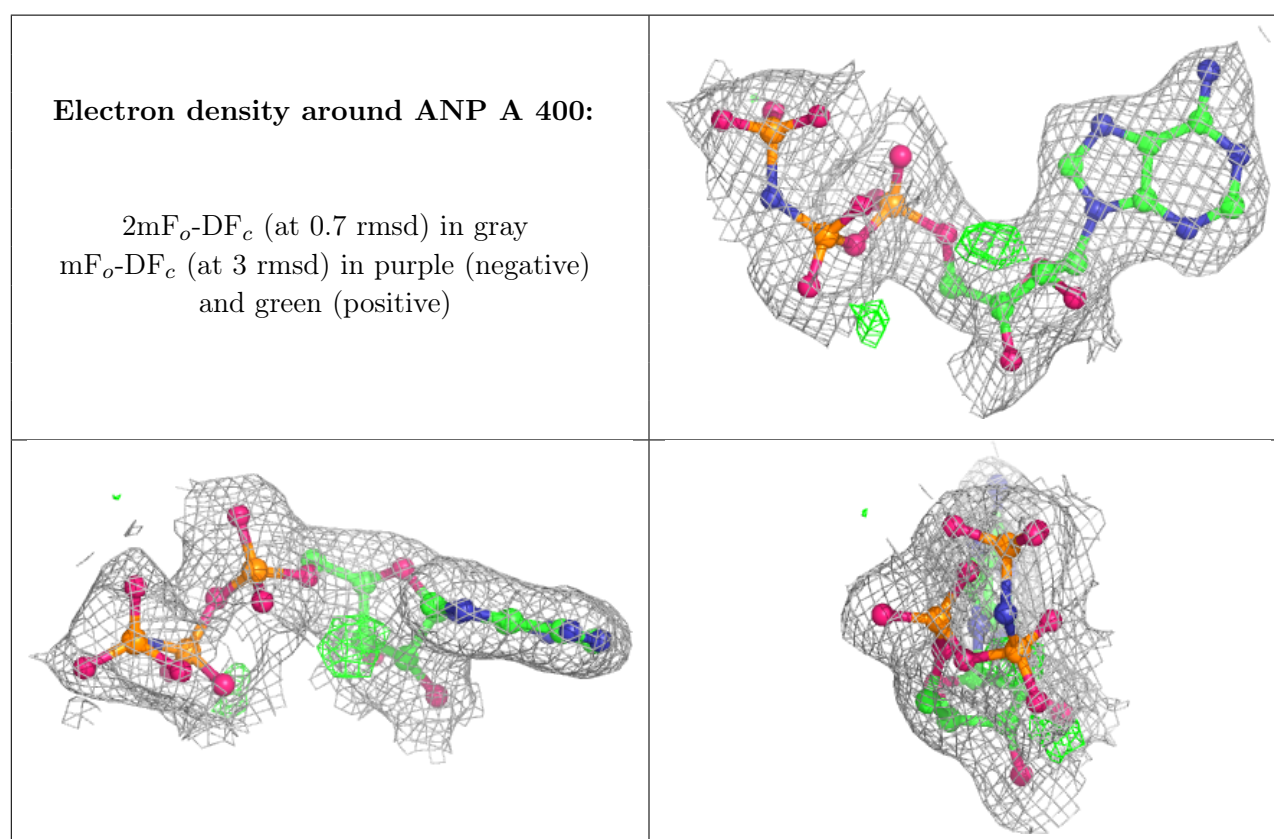 Electron density around ANP A 400:
2mFo-DFc (at 0.7 rmsd) in gray
mFo-DFc (at 3 rmsd) in purple (negative)
and green (positive)